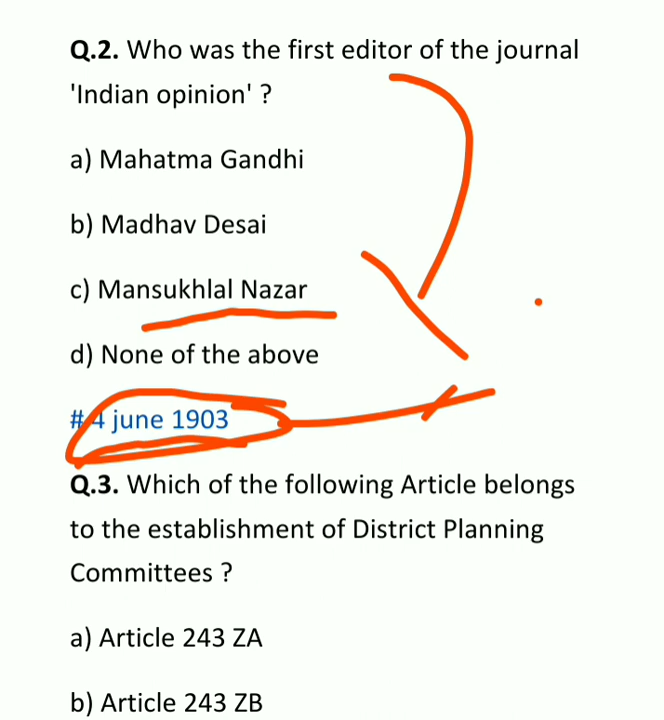 Q.2. Who was the first editor of the journal
'Indian opinion' ?
a) Mahatma Gandhi
b) Madhav Desai
c) Mansukhlal Nazar
d) None of the above
# 4 june 1903
Q.3. Which of the following Article belongs
to the establishment of District Planning
Committees ?
a) Article 243 ZA
b) Article 243 ZB